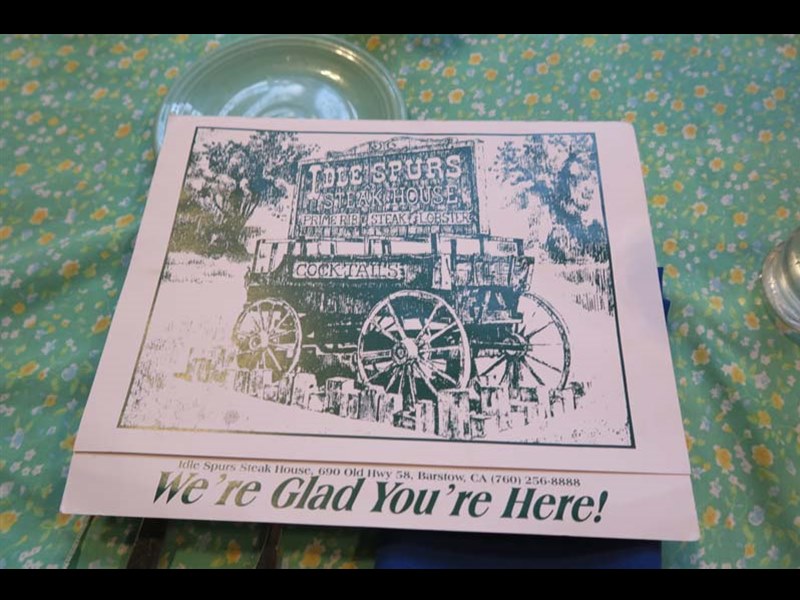 IDLE SPURS
STEAK HOUSE
PRIME RIB STEAK LOBSTER
COCKTAILS
Idle Spurs Steak House, 690 Old Hwy 58, Barstow, CA (760) 256-8888
We're Glad You're Here!